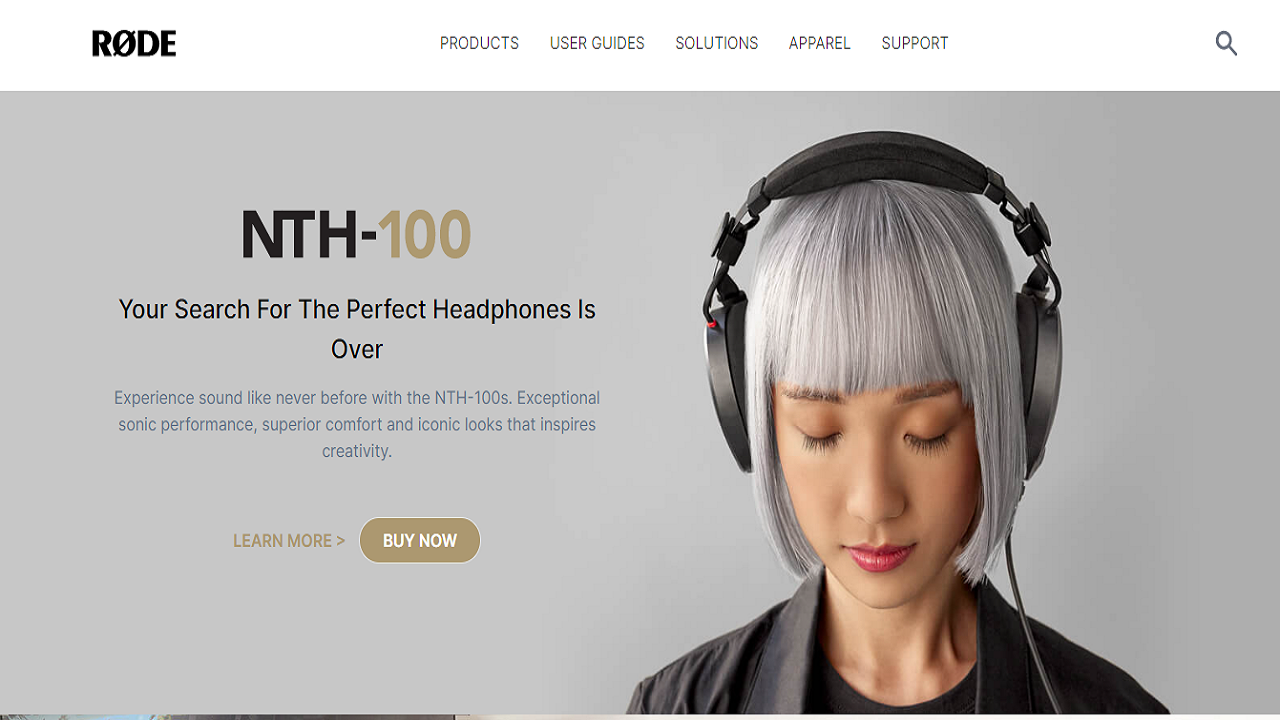 RØDE
PRODUCTS
USER GUIDES
SOLUTIONS
APPAREL
SUPPORT
NTH-100
Your Search For The Perfect Headphones Is
Over
Experience sound like never before with the NTH-100s. Exceptional
sonic performance, superior comfort and iconic looks that inspires
creativity.
LEARN MORE >
BUY NOW